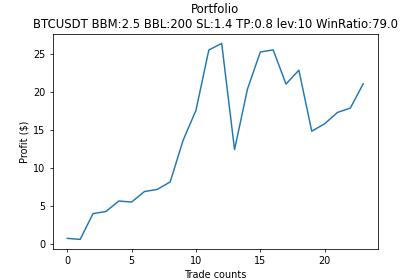 Portfolio
BTCUSDT BBM:2.5 BBL:200 SL:1.4 TP:0.8 lev:10 WinRatio:79.0
25
20
15
10
5
0
Profit ($)
0 5 10 15 20
Trade counts